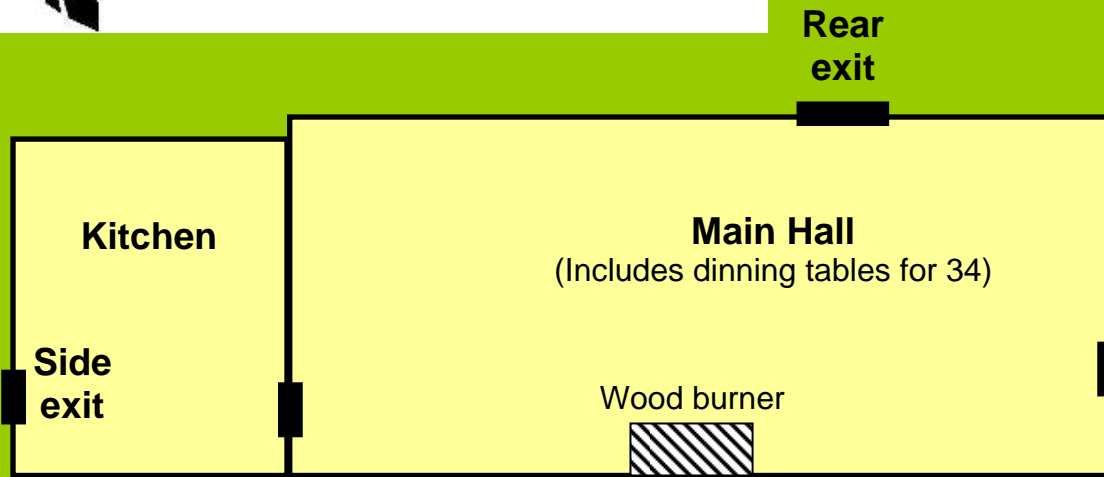 Rear
exit
Kitchen
Main Hall
(Includes dinning tables for 34)
Side
exit
Wood burner